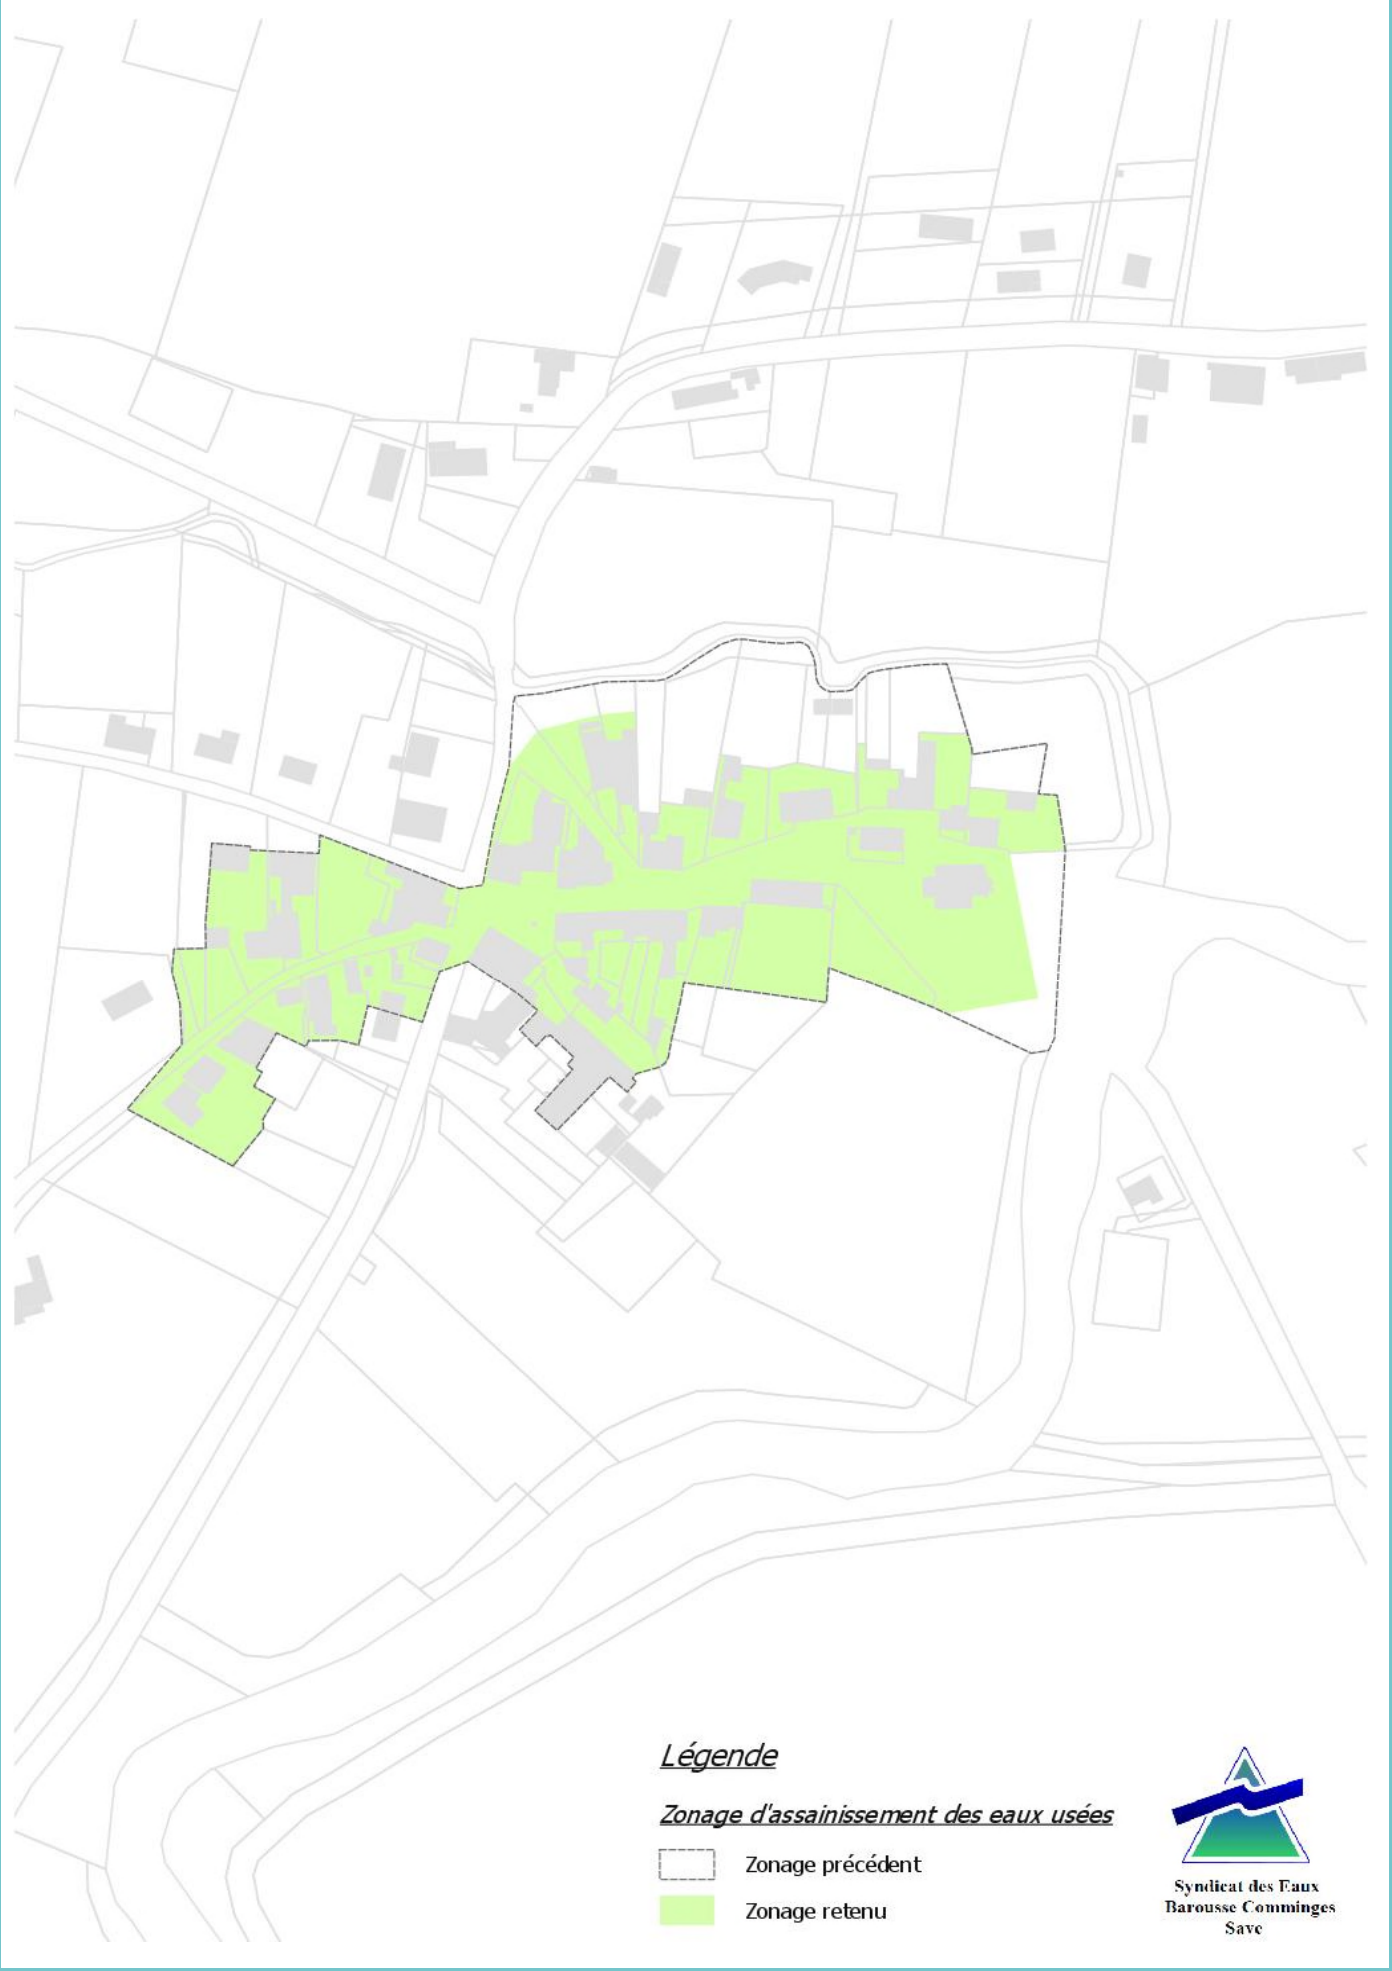 Légende
Zonage d'assainissement des eaux usées
Zonage précédent
Zonage retenu
Syndicat des Eaux
Barousse Comminges
Save